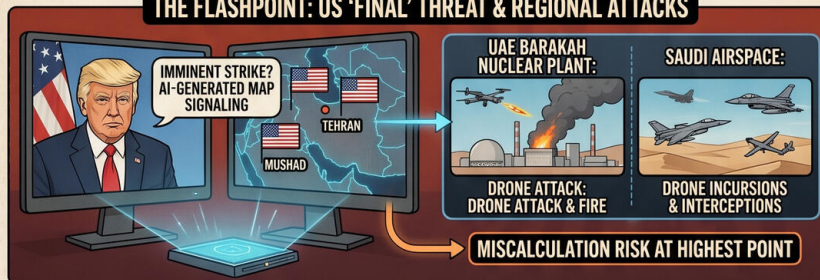 THE FLASHPOINT: US 'FINAL' THREAT & REGIONAL ATTACKS
IMMINENT STRIKE?
AI-GENERATED MAP
SIGNALING
TEHRAN
MUSHAD
UAE BARAKAH
NUCLEAR PLANT:
DRONE ATTACK:
DRONE ATTACK & FIRE
SAUDI AIRSPACE:
DRONE INCURSIONS
& INTERCEPTIONS
MISCALCULATION RISK AT HIGHEST POINT